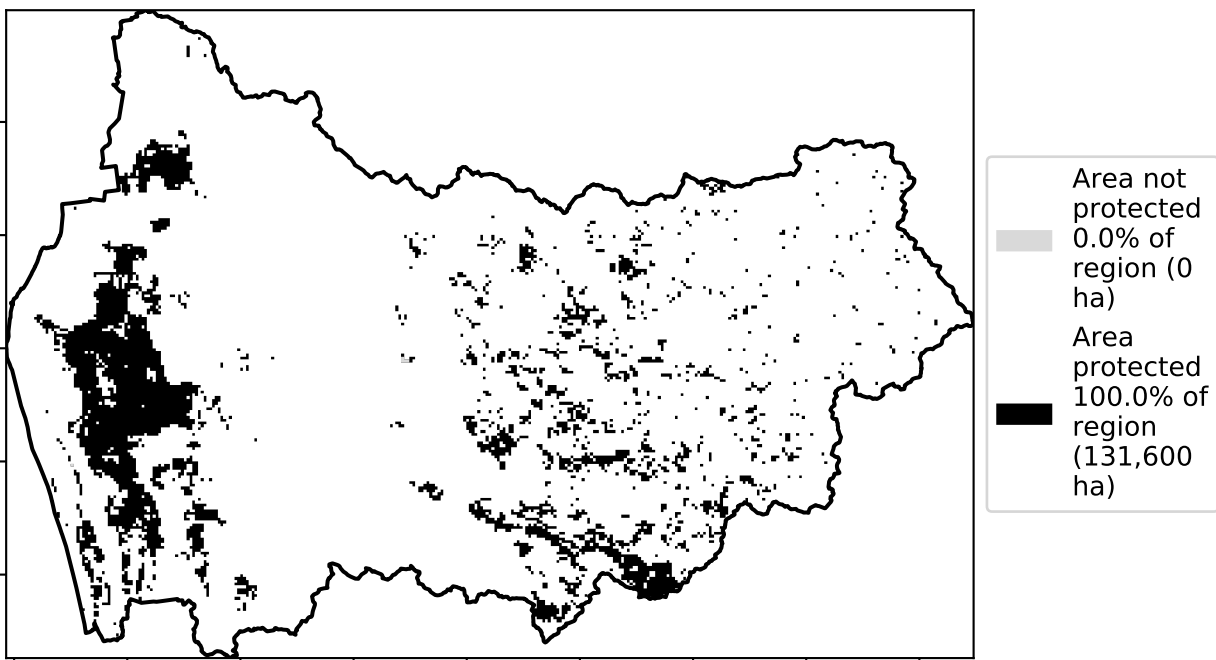 Area not
protected
0.0% of
region (0
ha)
Area
protected
100.0% of
region
(131,600
ha)